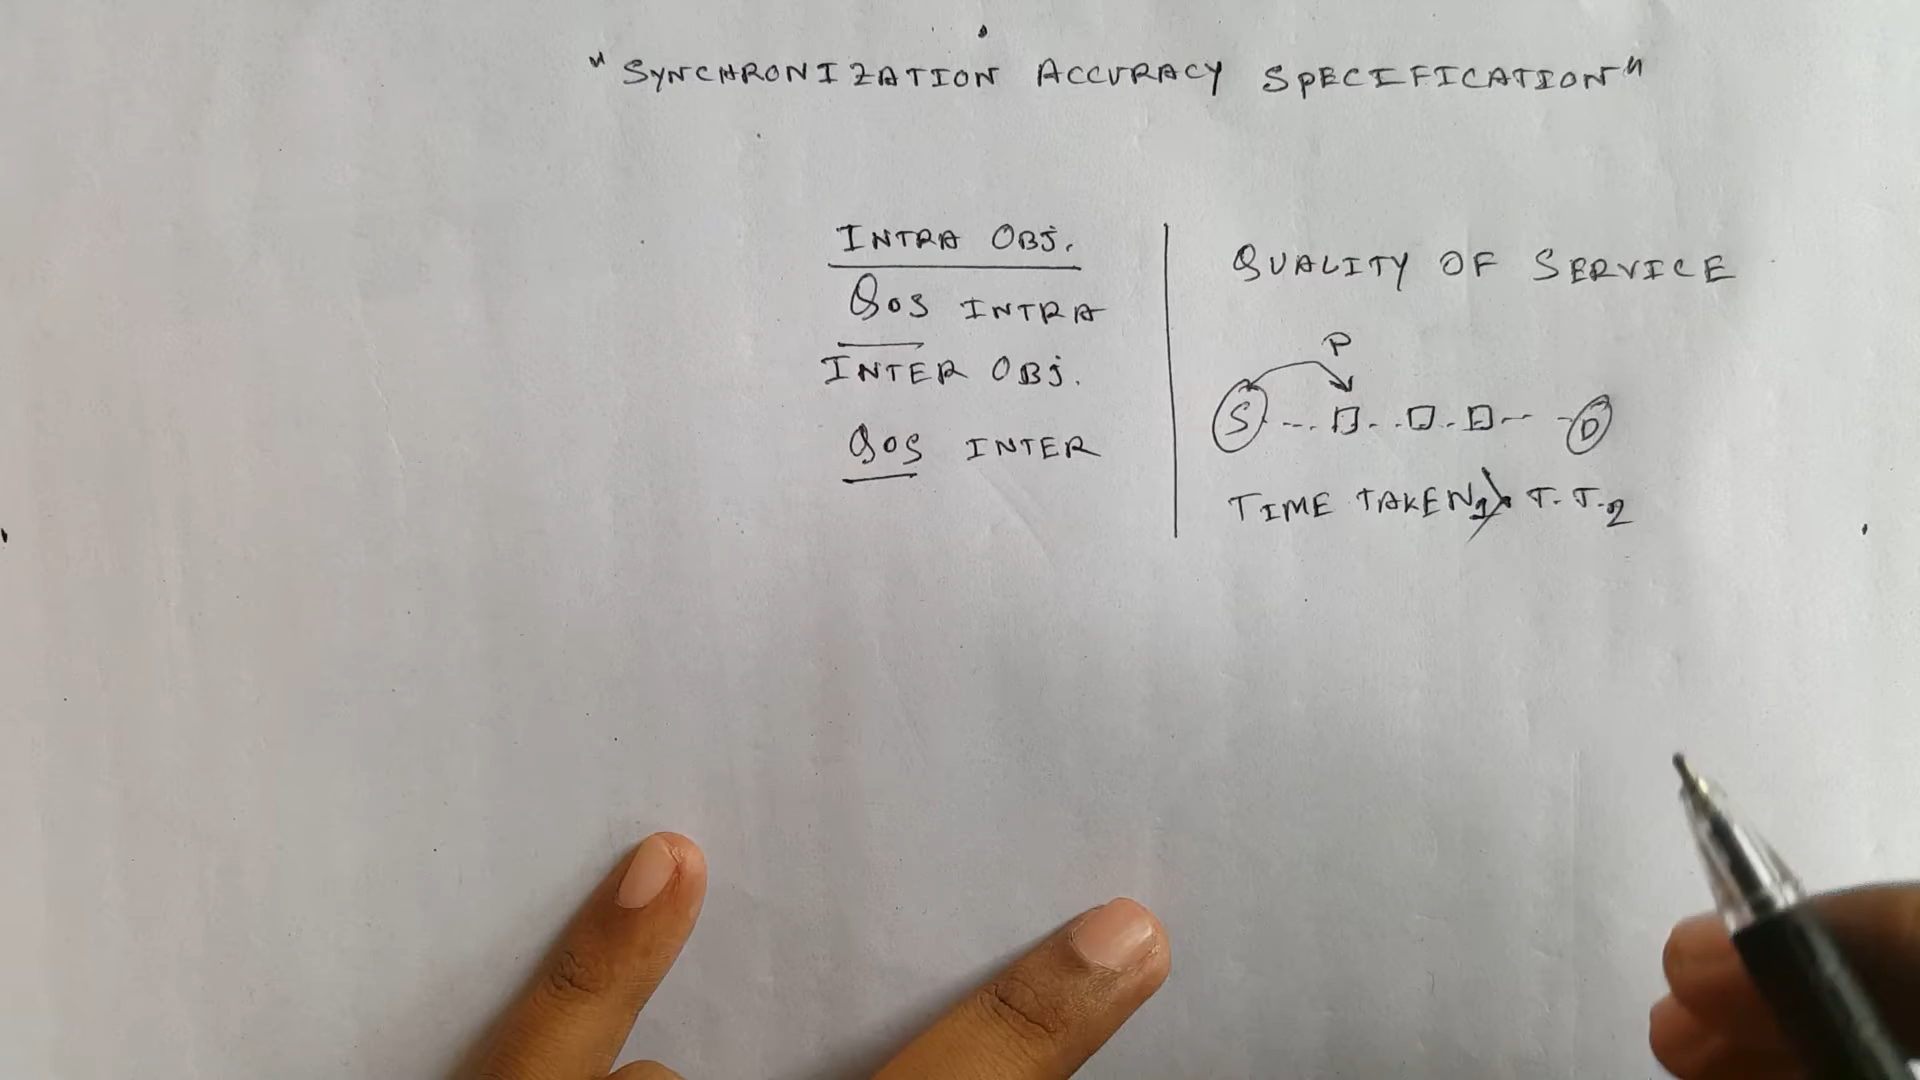 "SYNCHRONIZATION ACCURACY SPECIFICATION"
INTRA OBJ.
QOS INTRA
INTER OBJ.
QOS INTER
QUALITY OF SERVICE
P
S --- □ - - □ - □ -- - D
TIME TAKEN1 > T.T.2